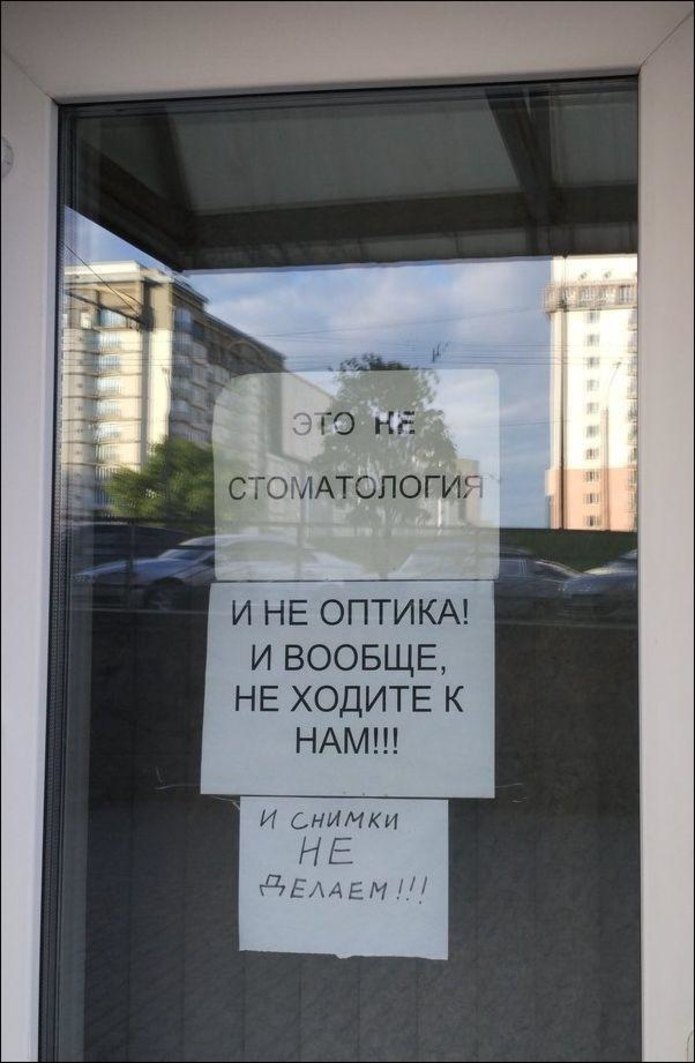 ЭТО НЕ
СТОМАТОЛОГИЯ
И НЕ ОПТИКА!
И ВООБЩЕ,
НЕ ХОДИТЕ К
НАМ!!!
И СНИМКИ
НЕ
ДЕЛАЕМ!!!